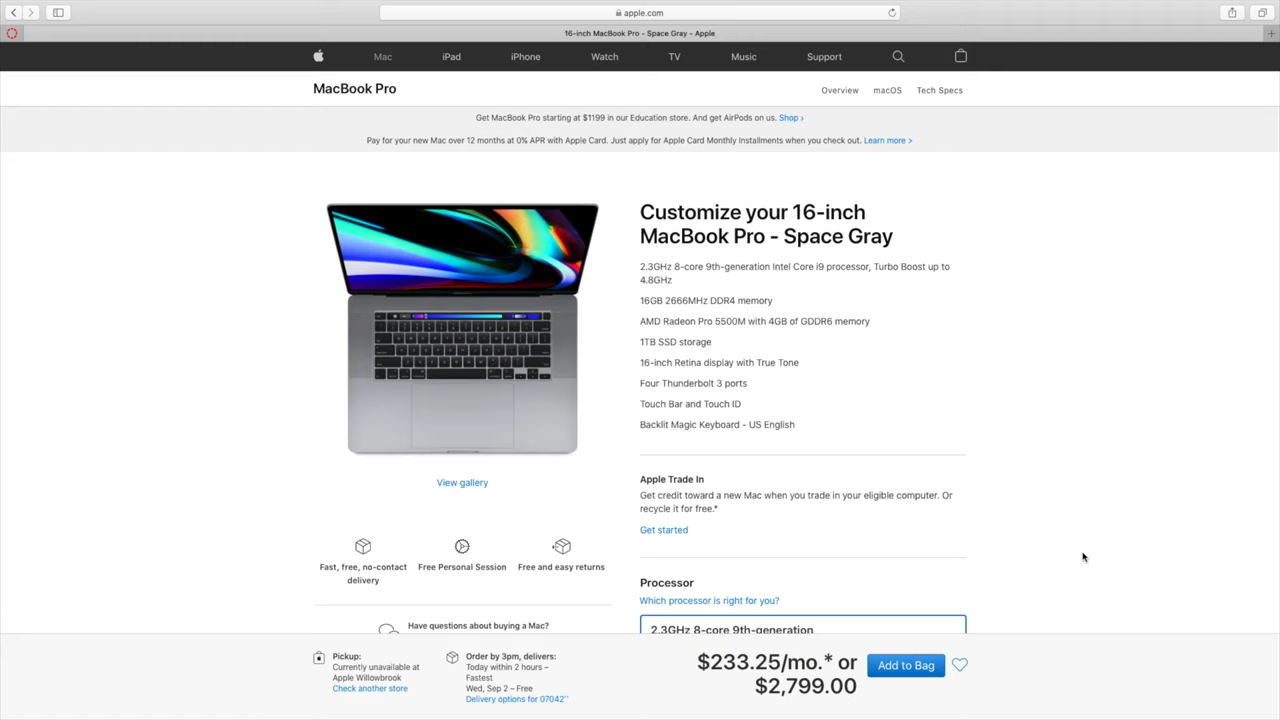 apple.com
16-inch MacBook Pro - Space Gray - Apple
Mac iPad iPhone Watch TV Music Support
MacBook Pro
Overview macOS Tech Specs
Get MacBook Pro starting at $1199 in our Education store. And get AirPods on us. Shop ›
Pay for your new Mac over 12 months at 0% APR with Apple Card. Just apply for Apple Card Monthly Installments when you check out. Learn more >
Customize your 16-inch
MacBook Pro - Space Gray
2.3GHz 8-core 9th-generation Intel Core i9 processor, Turbo Boost up to
4.8GHz
16GB 2666MHz DDR4 memory
AMD Radeon Pro 5500M with 4GB of GDDR6 memory
1TB SSD storage
16-inch Retina display with True Tone
Four Thunderbolt 3 ports
Touch Bar and Touch ID
Backlit Magic Keyboard - US English
View gallery
Apple Trade In
Get credit toward a new Mac when you trade in your eligible computer. Or
recycle it for free.*
Get started
Fast, free, no-contact
delivery
Free Personal Session
Free and easy returns
Processor
Which processor is right for you?
Have questions about buying a Mac?
2.3GHz 8-core 9th-generation
Pickup:
Currently unavailable at
Apple Willowbrook
Check another store
Order by 3pm, delivers:
Today within 2 hours –
Fastest
Wed, Sep 2 – Free
Delivery options for 07042
$233.25/mo.* or
$2,799.00
Add to Bag